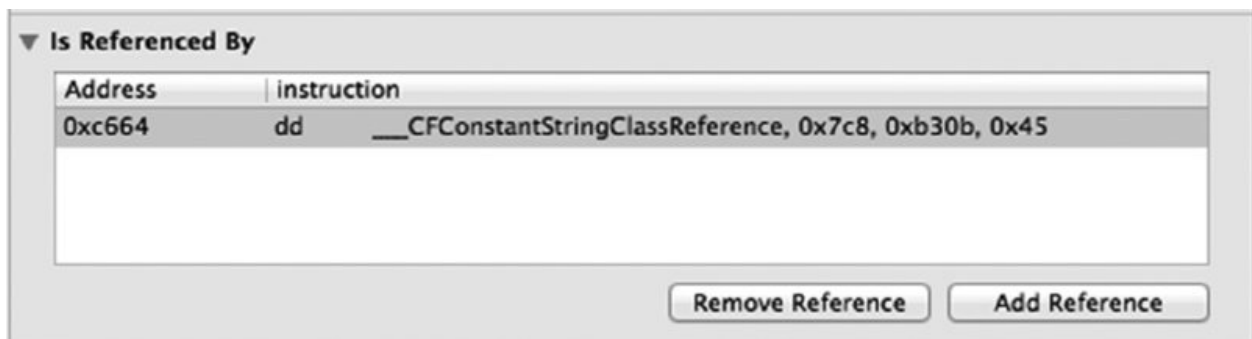 Is Referenced By
Address instruction
0xc664 dd ___CFConstantStringClassReference, 0x7c8, 0xb30b, 0x45
Remove Reference Add Reference